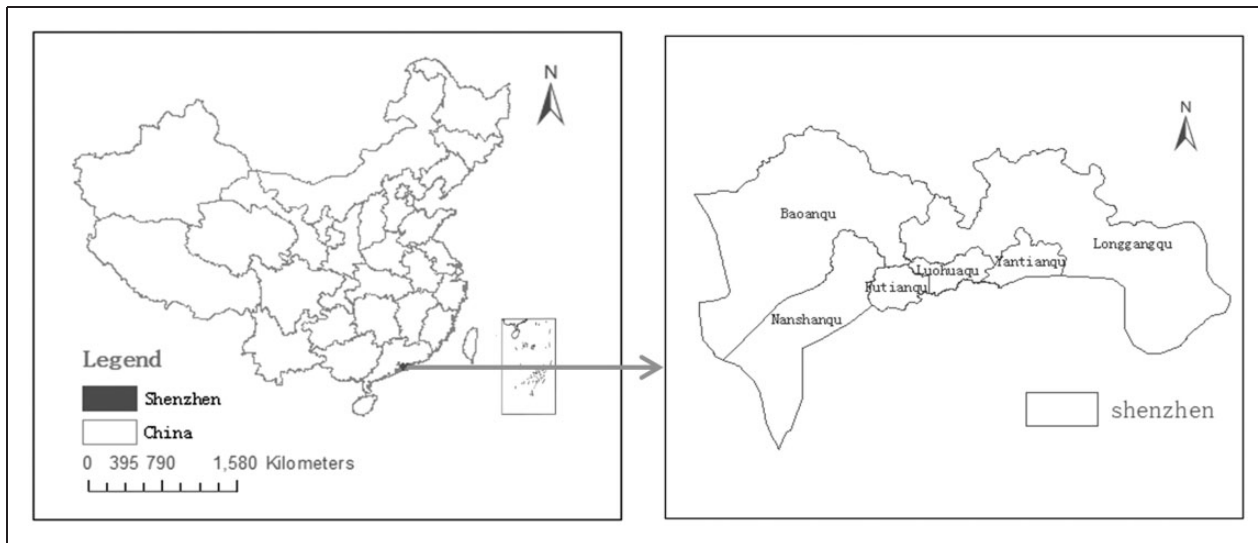 N
Legend
Shenzhen
China
0 395 790 1,580 Kilometers
N
Baoanqu
Longgangqu
Luohuaqu
Yantianqu
Futianqu
Nanshanqu
shenzhen